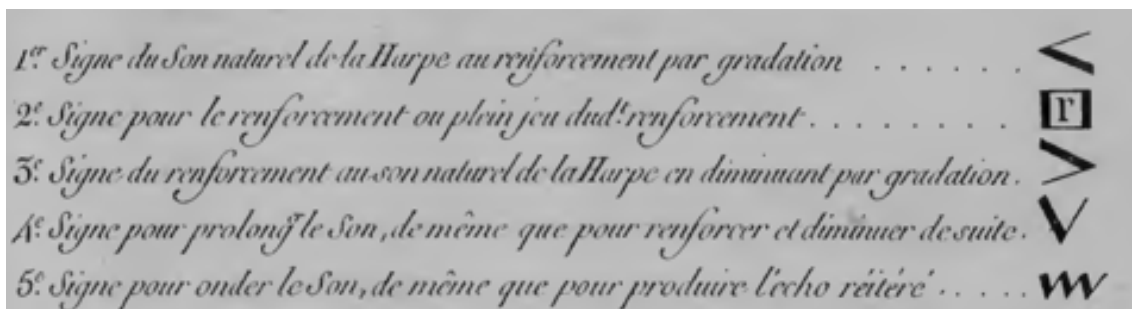 1.er Signe du Son naturel de la Harpe au renforcement par gradation . . . . . . <
2.e Signe pour le renforcement ou plein jeu dud.t renforcement . . . . . . . . . r
3.e Signe du renforcement au son naturel de la Harpe en diminuant par gradation. >
4.e Signe pour prolong.r le Son, de même que pour renforcer et diminuer de suite. V
5.e Signe pour onder le Son, de même que pour produire l'écho réitéré . . . . .